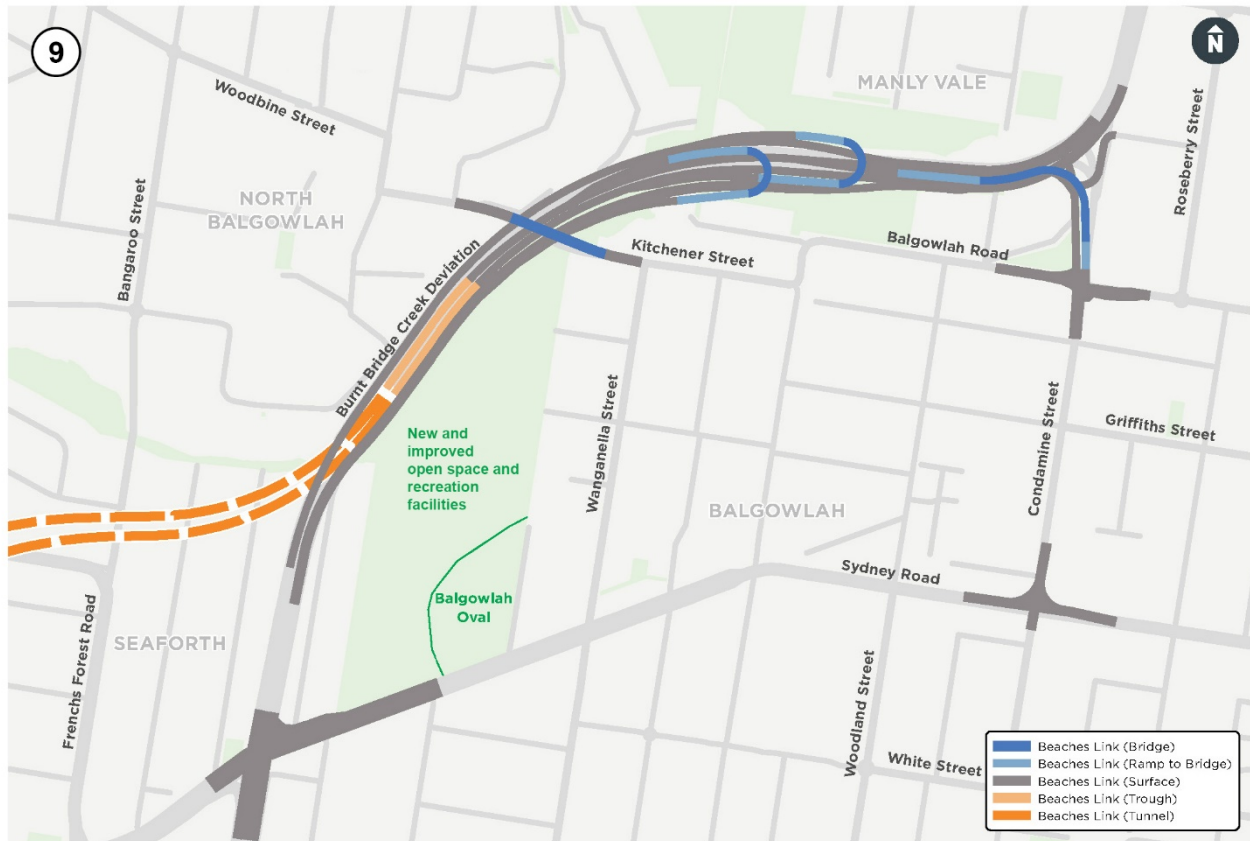 9
N
MANLY VALE
Woodbine Street
Roseberry Street
NORTH
BALGOWLAH
Bangaroo Street
Burnt Bridge Creek Deviation
Kitchener Street
Balgowlah Road
New and
improved
open space and
recreation
facilities
Wanganella Street
Condamine Street
Griffiths Street
BALGOWLAH
Sydney Road
Balgowlah
Oval
SEAFORTH
Frenchs Forest Road
Woodland Street
White Street
Beaches Link (Bridge)
Beaches Link (Ramp to Bridge)
Beaches Link (Surface)
Beaches Link (Trough)
Beaches Link (Tunnel)